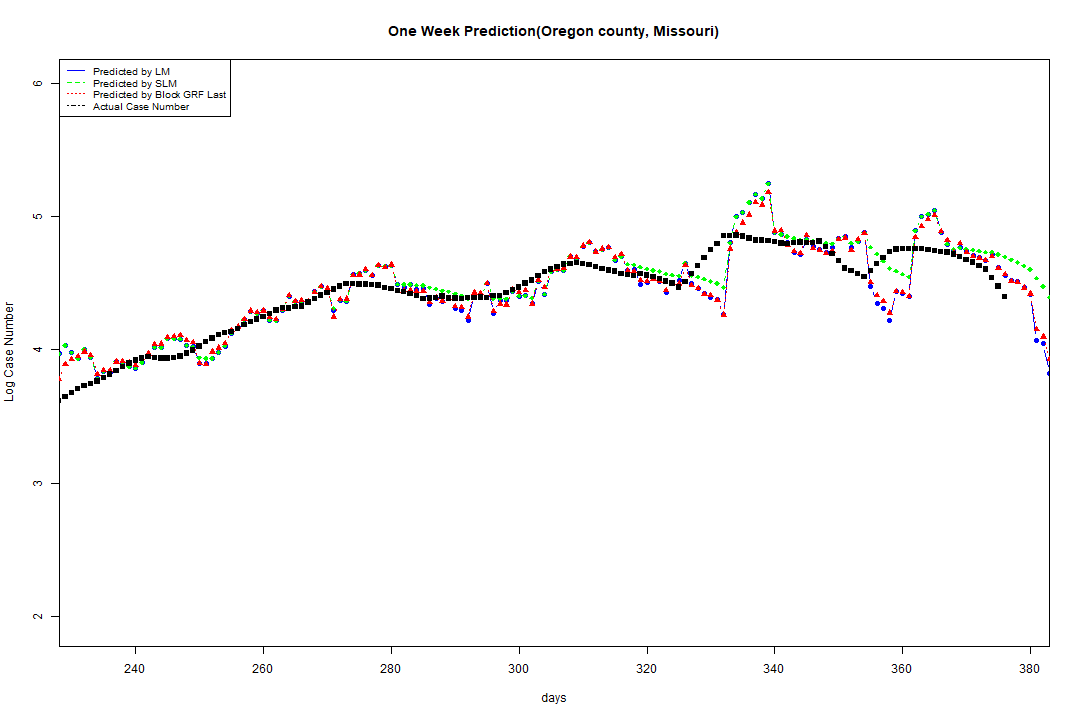 One Week Prediction(Oregon county, Missouri)
Predicted by LM
Predicted by SLM
Predicted by Block GRF Last
Actual Case Number
6
5
4
3
2
Log Case Number
240 260 280 300 320 340 360 380
days